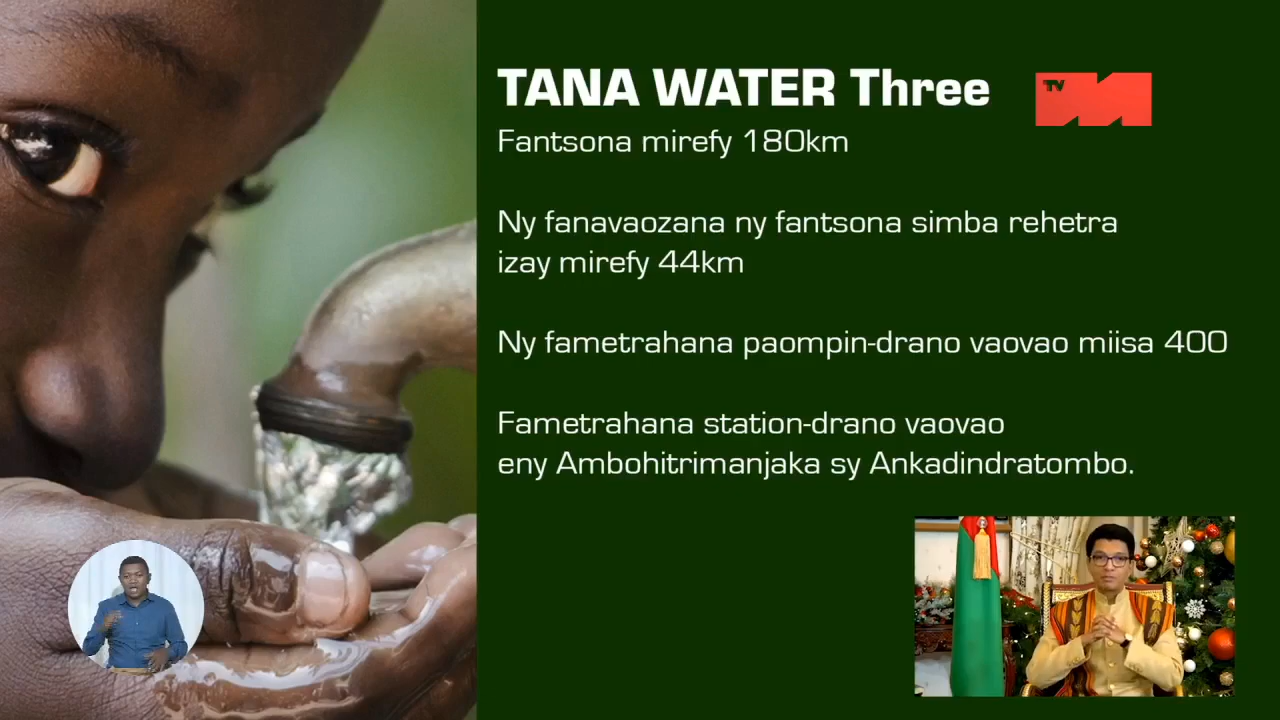 TANA WATER Three
TV
Fantsona mirefy 180km
Ny fanavaozana ny fantsona simba rehetra
izay mirefy 44km
Ny fametrahana paompin-drano vaovao miisa 400
Fametrahana station-drano vaovao
eny Ambohitrimanjaka sy Ankadindratombo.